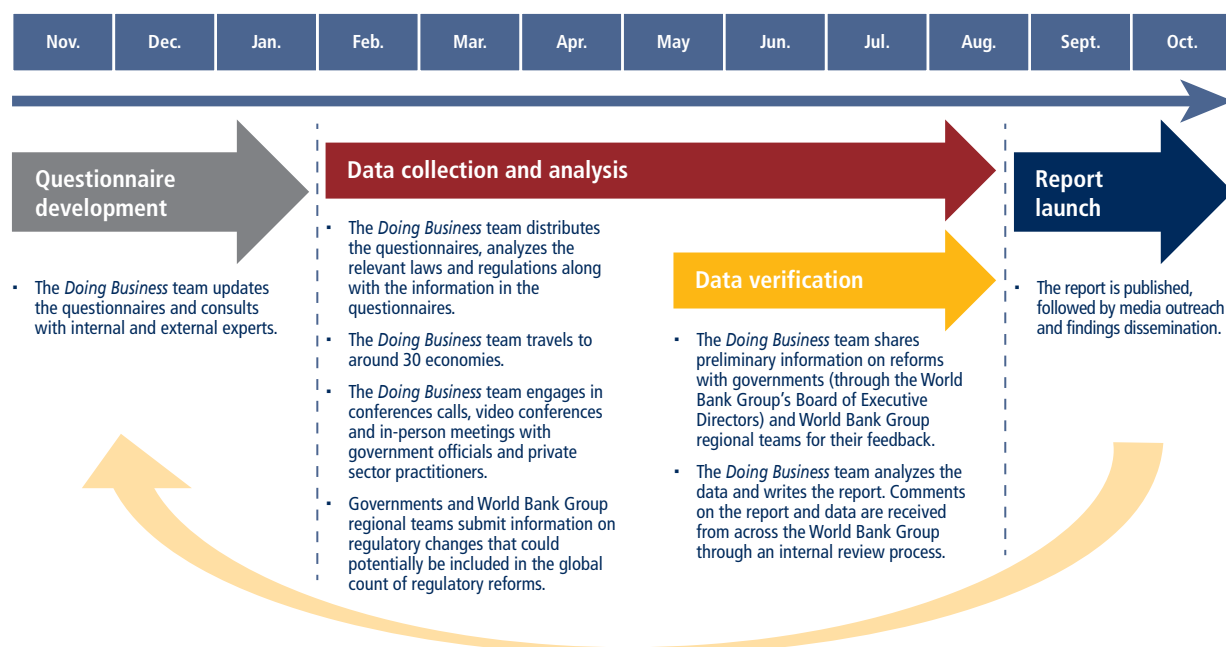 Nov. Dec. Jan. Feb. Mar. Apr. May Jun. Jul. Aug. Sept. Oct.
Questionnaire
development
▪ The Doing Business team updates
the questionnaires and consults
with internal and external experts.
Data collection and analysis
▪ The Doing Business team distributes
the questionnaires, analyzes the
relevant laws and regulations along
with the information in the
questionnaires.
▪ The Doing Business team travels to
around 30 economies.
▪ The Doing Business team engages in
conferences calls, video conferences
and in-person meetings with
government officials and private
sector practitioners.
▪ Governments and World Bank Group
regional teams submit information on
regulatory changes that could
potentially be included in the global
count of regulatory reforms.
Data verification
▪ The Doing Business team shares
preliminary information on reforms
with governments (through the World
Bank Group’s Board of Executive
Directors) and World Bank Group
regional teams for their feedback.
▪ The Doing Business team analyzes the
data and writes the report. Comments
on the report and data are received
from across the World Bank Group
through an internal review process.
Report
launch
▪ The report is published,
followed by media outreach
and findings dissemination.